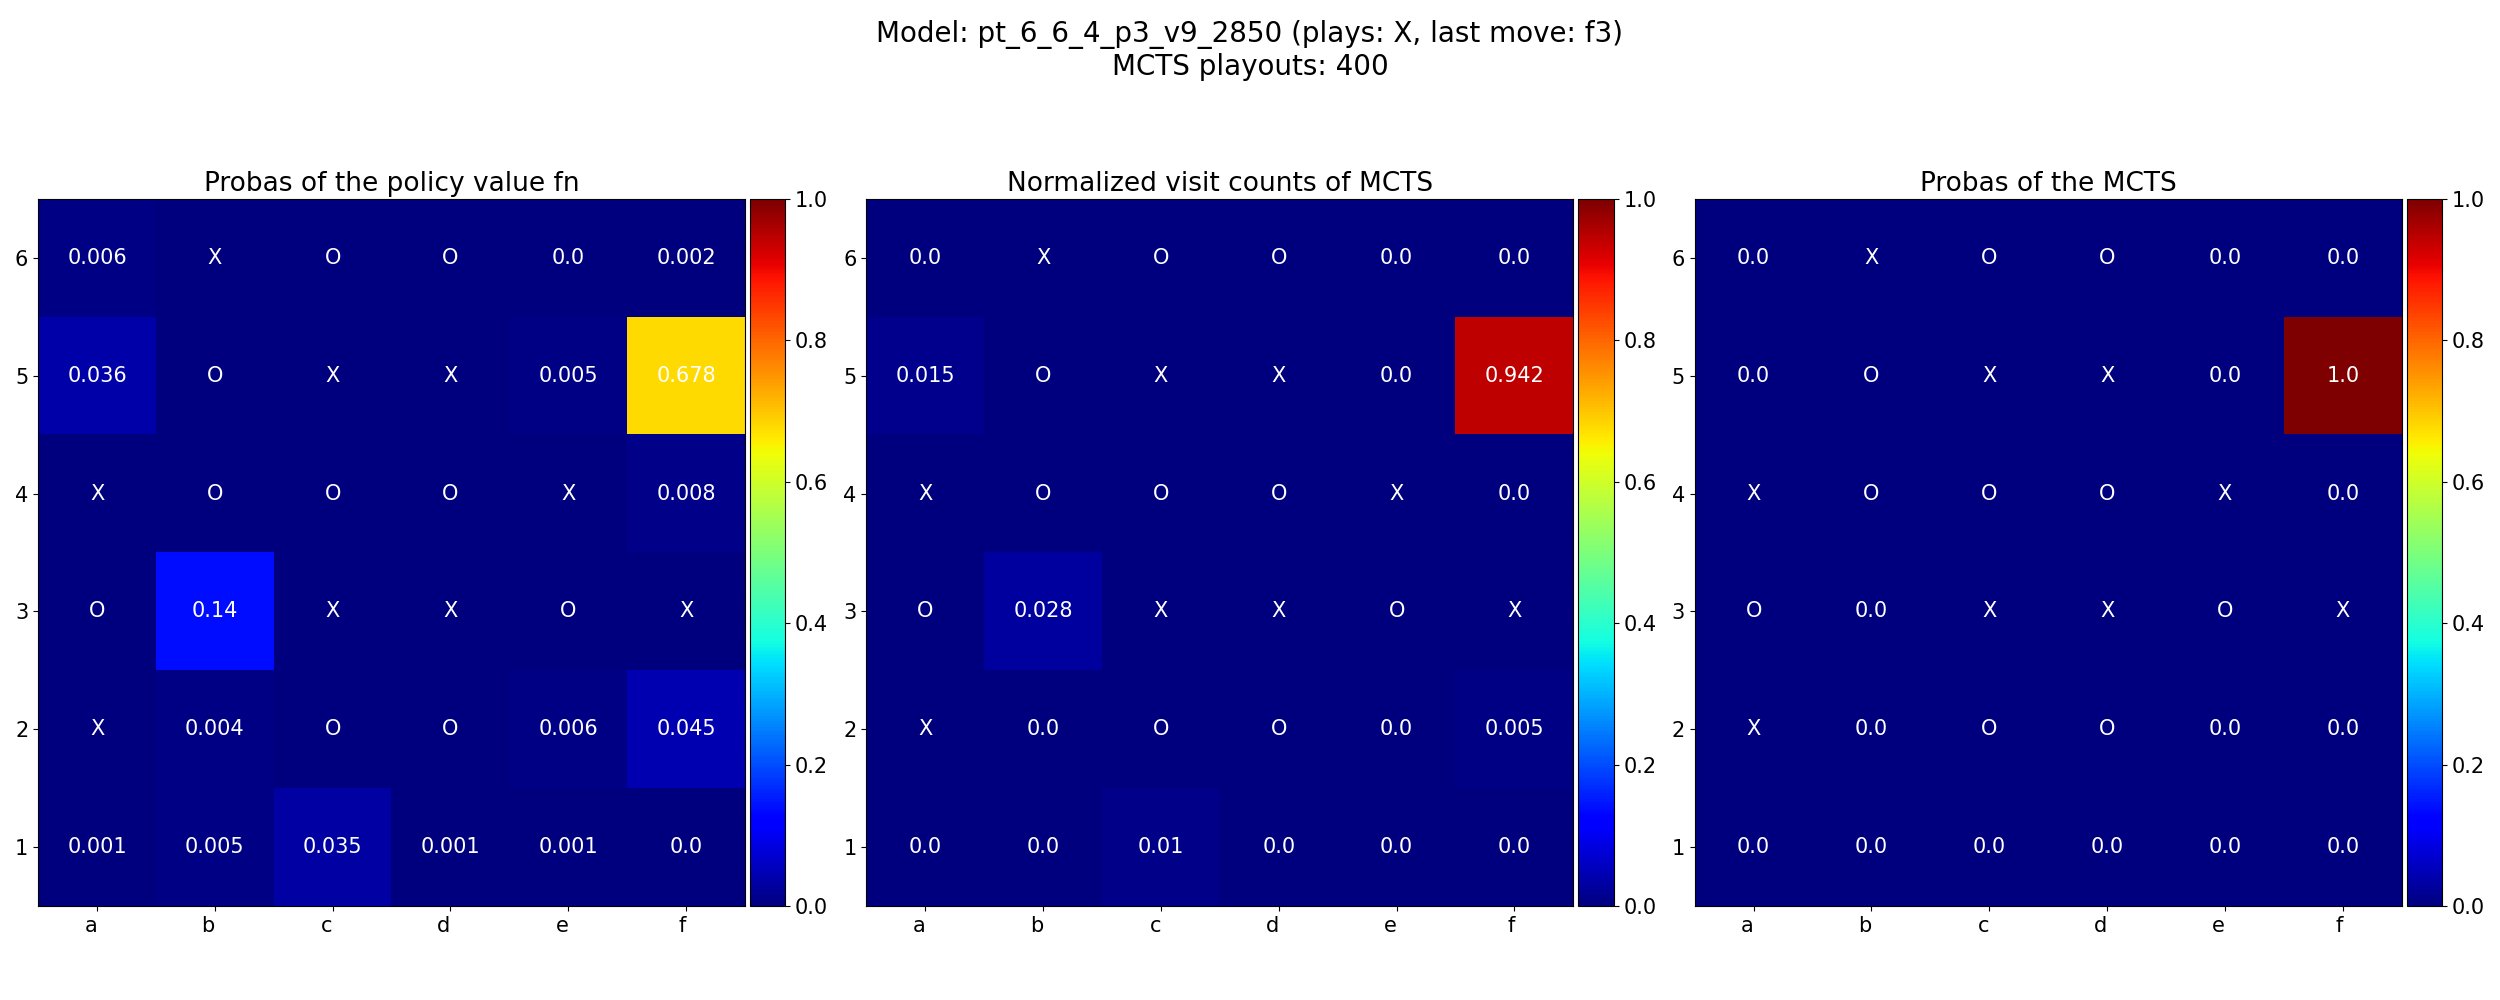 Model: pt_6_6_4_p3_v9_2850 (plays: X, last move: f3)
MCTS playouts: 400
Probas of the policy value fn
6 0.006 X O O 0.0 0.002
5 0.036 O X X 0.005 0.678
4 X O O O X 0.008
3 O 0.14 X X O X
2 X 0.004 O O 0.006 0.045
1 0.001 0.005 0.035 0.001 0.001 0.0
a b c d e f
1.0
0.8
0.6
0.4
0.2
0.0
Normalized visit counts of MCTS
6 0.0 X O O 0.0 0.0
5 0.015 O X X 0.0 0.942
4 X O O O X 0.0
3 O 0.028 X X O X
2 X 0.0 O O 0.0 0.005
1 0.0 0.0 0.01 0.0 0.0 0.0
a b c d e f
1.0
0.8
0.6
0.4
0.2
0.0
Probas of the MCTS
6 0.0 X O O 0.0 0.0
5 0.0 O X X 0.0 1.0
4 X O O O X 0.0
3 O 0.0 X X O X
2 X 0.0 O O 0.0 0.0
1 0.0 0.0 0.0 0.0 0.0 0.0
a b c d e f
1.0
0.8
0.6
0.4
0.2
0.0